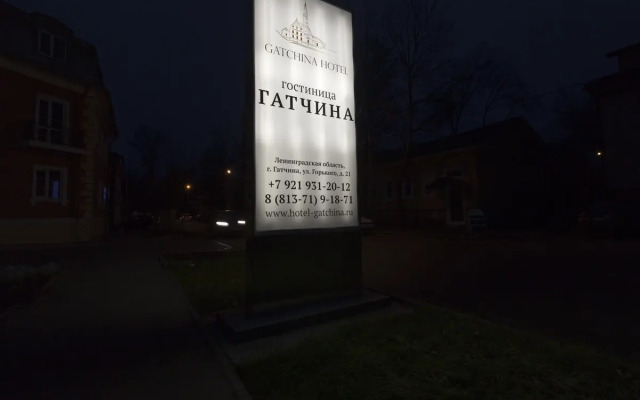 GATCHINA HOTEL
гостиница
ГАТЧИНА
Ленинградская область,
г. Гатчина, ул. Горького, д. 21
+7 921 931-20-12
8 (813-71) 9-18-71
www.hotel-gatchina.ru